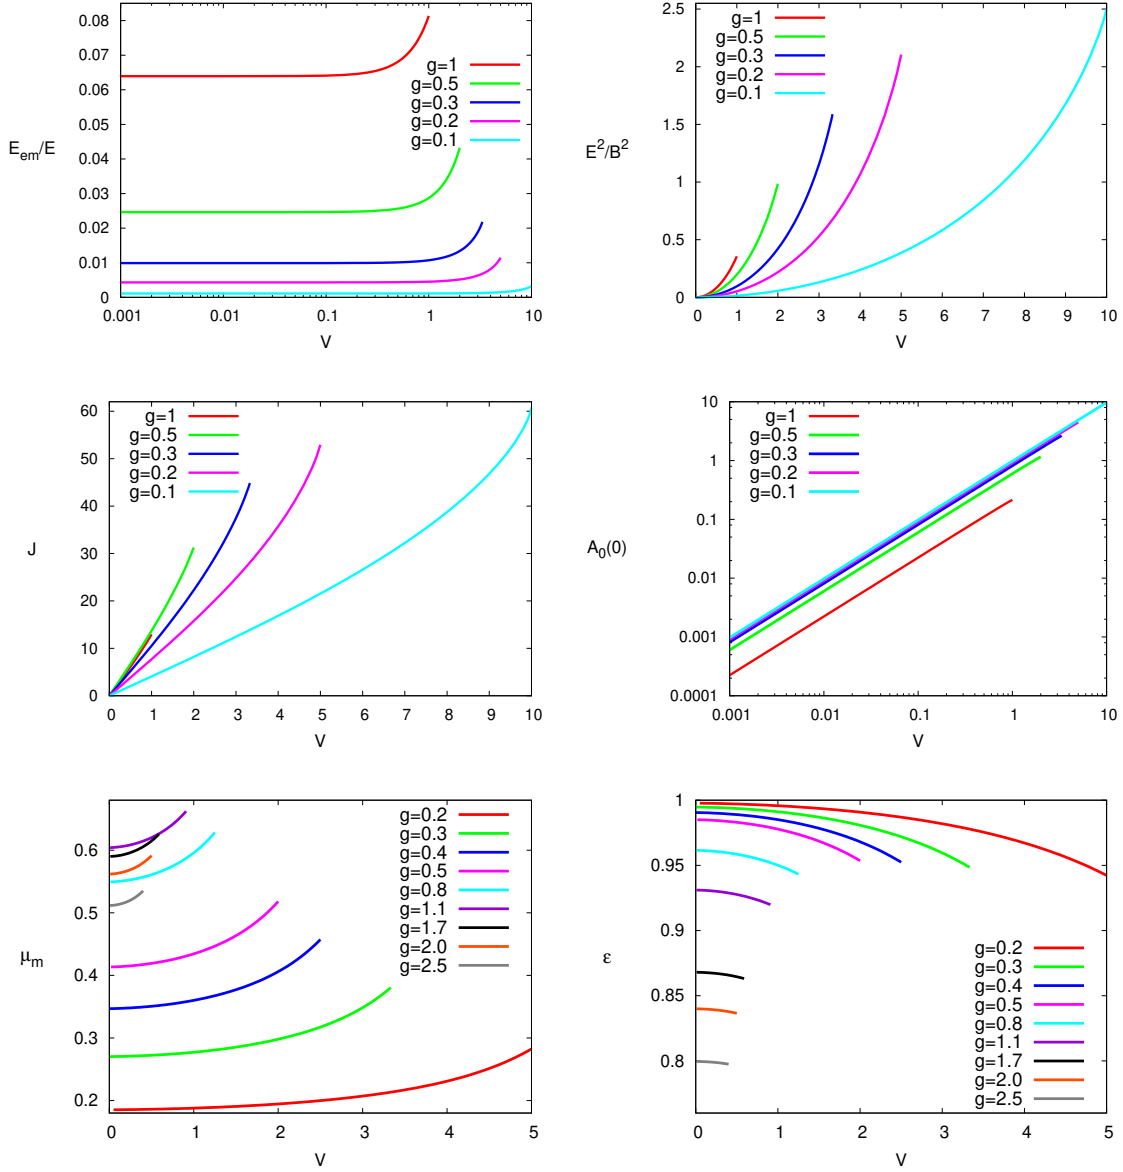 0.08
0.07
0.06
0.05
0.04
0.03
0.02
0.01
0
E_em/E
g=1
g=0.5
g=0.3
g=0.2
g=0.1
0.001 0.01 0.1 1 10
V
2.5
2
1.5
1
0.5
0
E^2/B^2
g=1
g=0.5
g=0.3
g=0.2
g=0.1
0 1 2 3 4 5 6 7 8 9 10
V
60
50
40
30
20
10
0
J
g=1
g=0.5
g=0.3
g=0.2
g=0.1
0 1 2 3 4 5 6 7 8 9 10
V
10
1
0.1
0.01
0.001
0.0001
A_0(0)
g=1
g=0.5
g=0.3
g=0.2
g=0.1
0.001 0.01 0.1 1 10
V
0.6
0.5
0.4
0.3
0.2
μ_m
g=0.2
g=0.3
g=0.4
g=0.5
g=0.8
g=1.1
g=1.7
g=2.0
g=2.5
0 1 2 3 4 5
V
1
0.95
0.9
0.85
0.8
ε
g=0.2
g=0.3
g=0.4
g=0.5
g=0.8
g=1.1
g=1.7
g=2.0
g=2.5
0 1 2 3 4 5
V